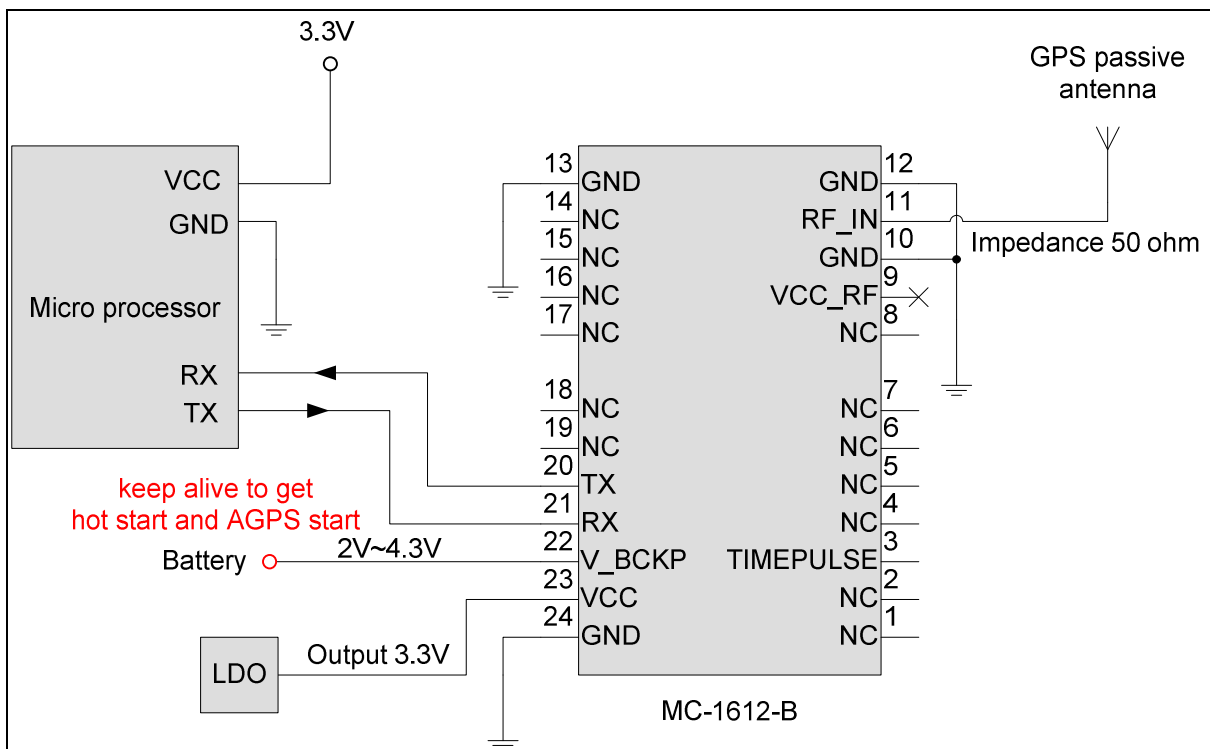 3.3V
GPS passive
antenna
VCC
GND
Micro processor
RX
TX
keep alive to get
hot start and AGPS start
Battery
2V~4.3V
LDO
Output 3.3V
13
GND
14
NC
15
NC
16
NC
17
NC
18
NC
19
NC
20
TX
21
RX
22
V_BCKP
23
VCC
24
GND
12
GND
11
RF_IN
10
GND
9
VCC_RF
8
NC
7
NC
6
NC
5
NC
4
NC
3
TIMEPULSE
2
NC
1
NC
Impedance 50 ohm
MC-1612-B